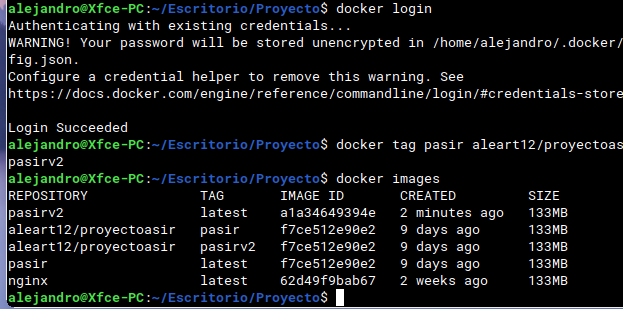 alejandro@Xfce-PC:~/Escritorio/Proyecto$ docker login
Authenticating with existing credentials...
WARNING! Your password will be stored unencrypted in /home/alejandro/.docker/
fig.json.
Configure a credential helper to remove this warning. See
https://docs.docker.com/engine/reference/commandline/login/#credentials-store
Login Succeeded
alejandro@Xfce-PC:~/Escritorio/Proyecto$ docker tag pasir aleart12/proyectoas
pasirv2
alejandro@Xfce-PC:~/Escritorio/Proyecto$ docker images
REPOSITORY TAG IMAGE ID CREATED SIZE
pasirv2 latest a1a34649394e 2 minutes ago 133MB
aleart12/proyectoasir pasir f7ce512e90e2 9 days ago 133MB
aleart12/proyectoasir pasirv2 f7ce512e90e2 9 days ago 133MB
pasir latest f7ce512e90e2 9 days ago 133MB
nginx latest 62d49f9bab67 2 weeks ago 133MB
alejandro@Xfce-PC:~/Escritorio/Proyecto$